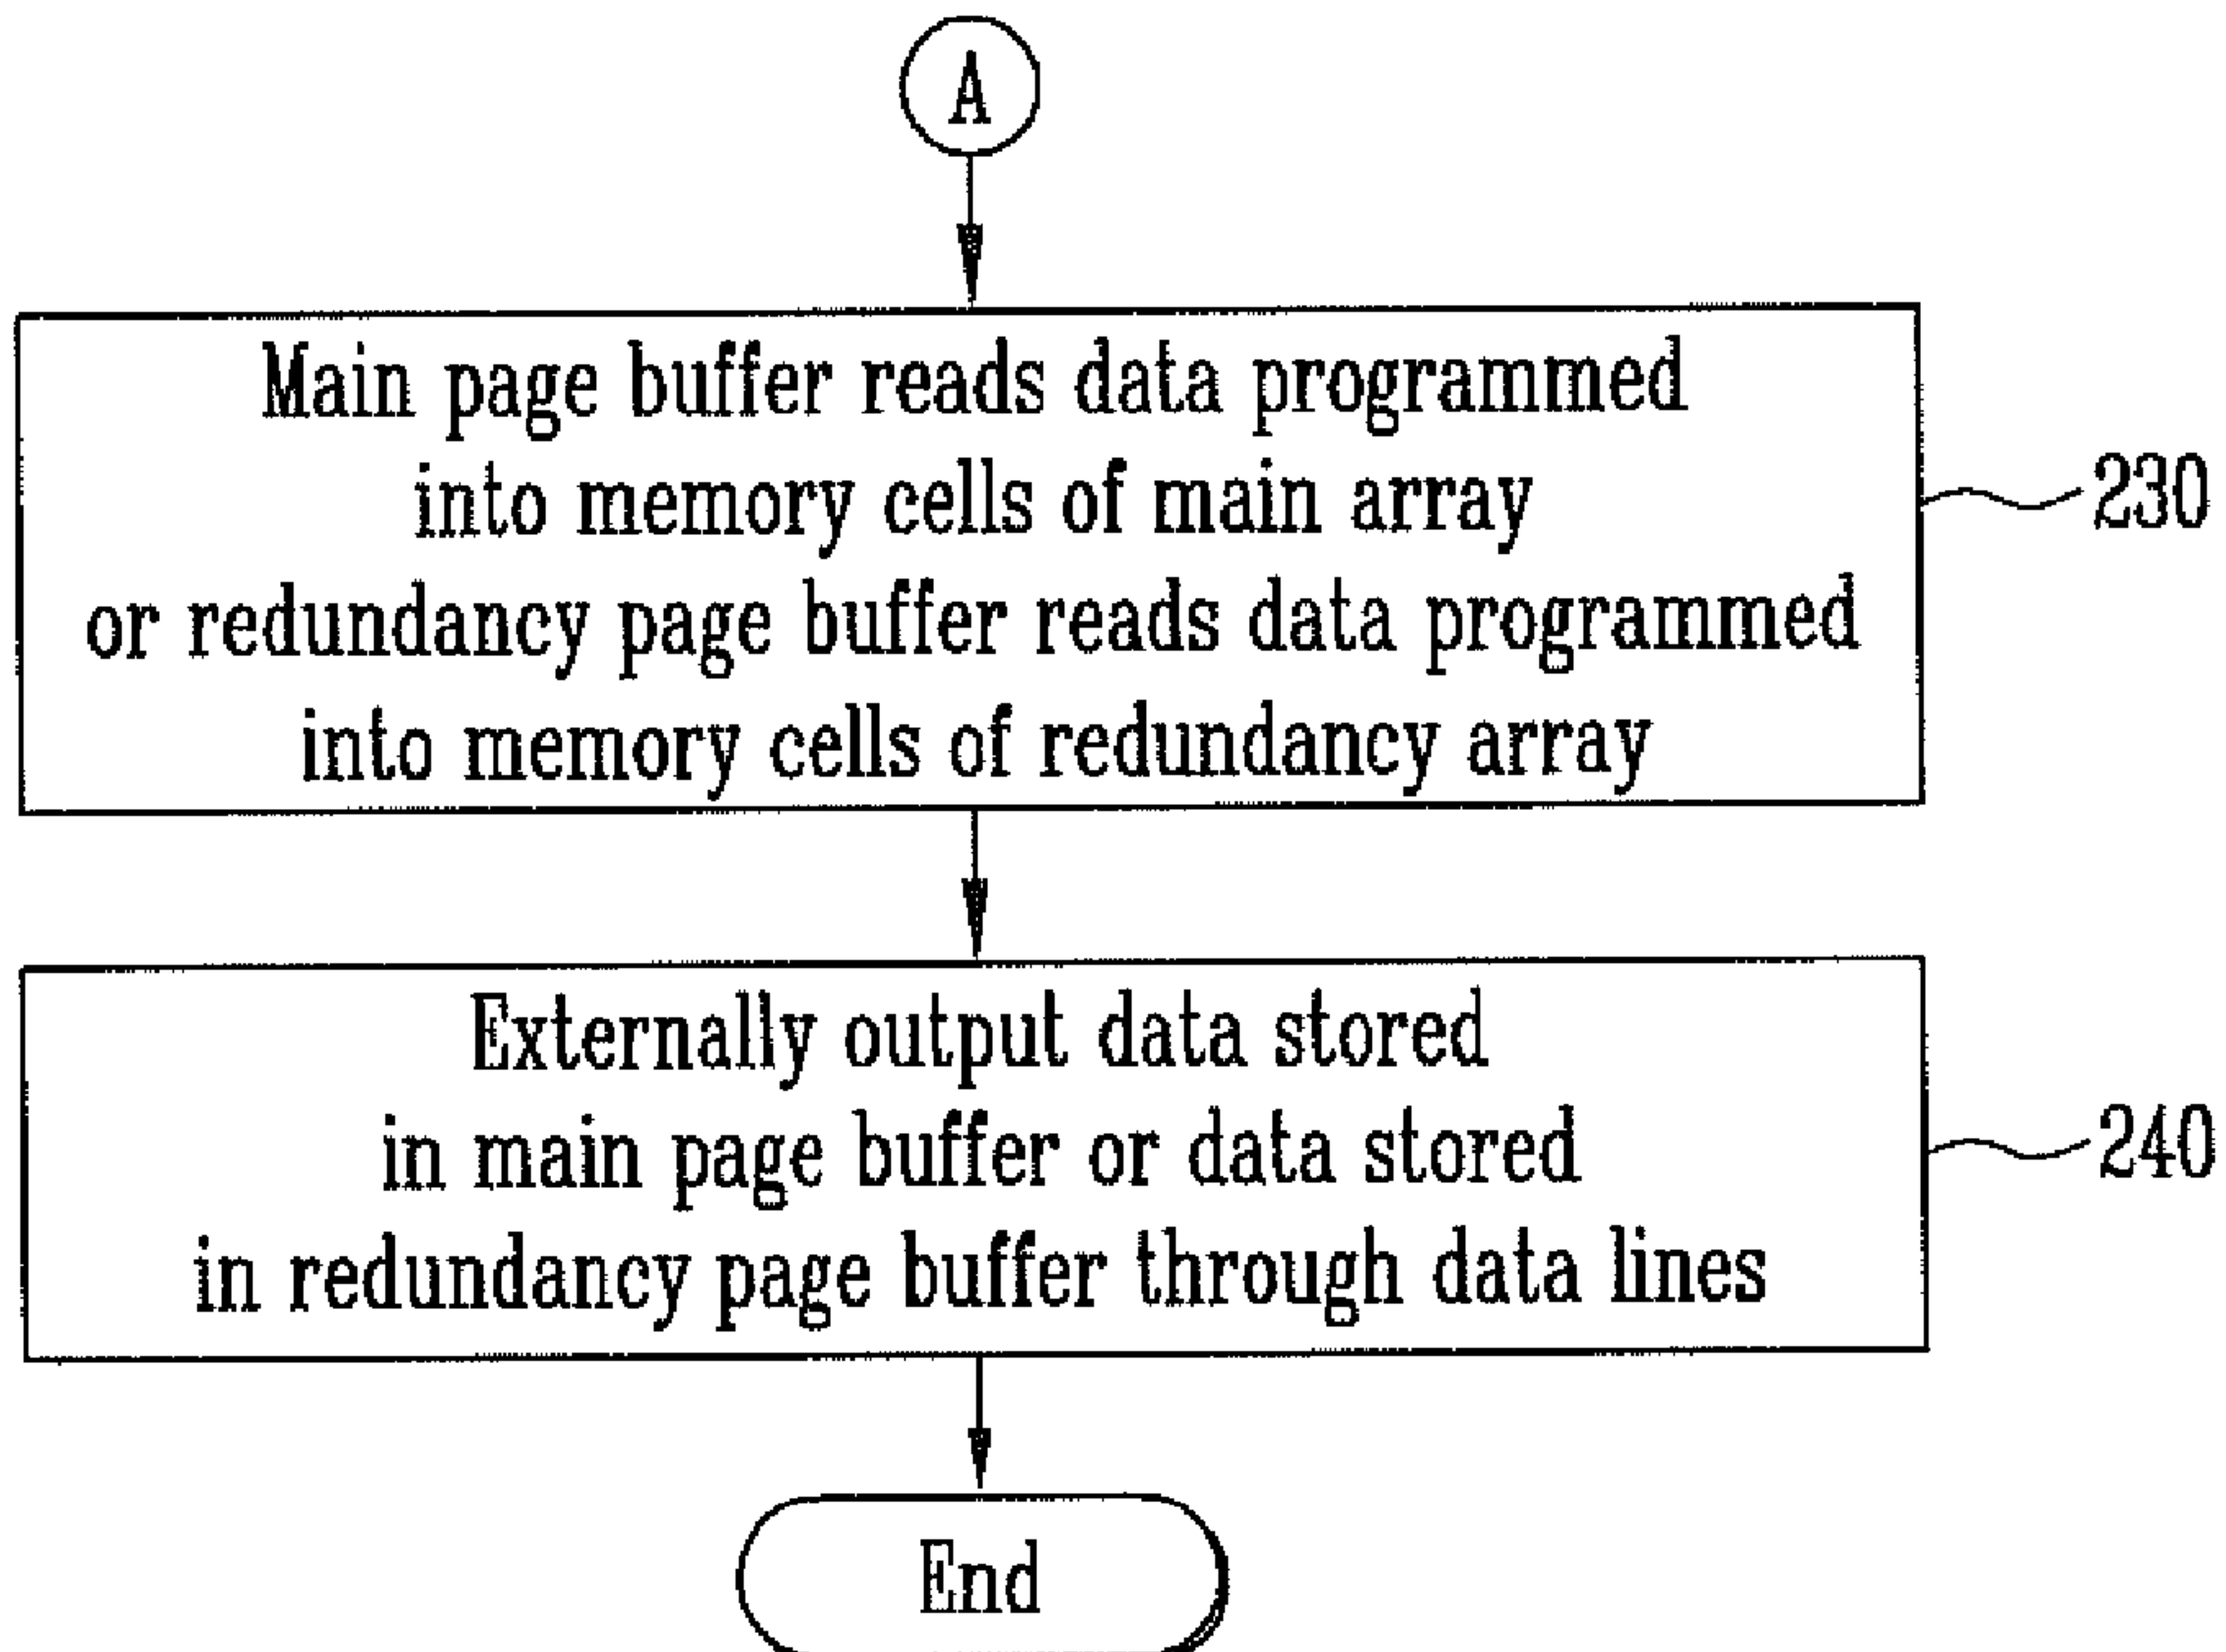 A
Main page buffer reads data programmed
into memory cells of main array
or redundancy page buffer reads data programmed
into memory cells of redundancy array
230
Externally output data stored
in main page buffer or data stored
in redundancy page buffer through data lines
240
End